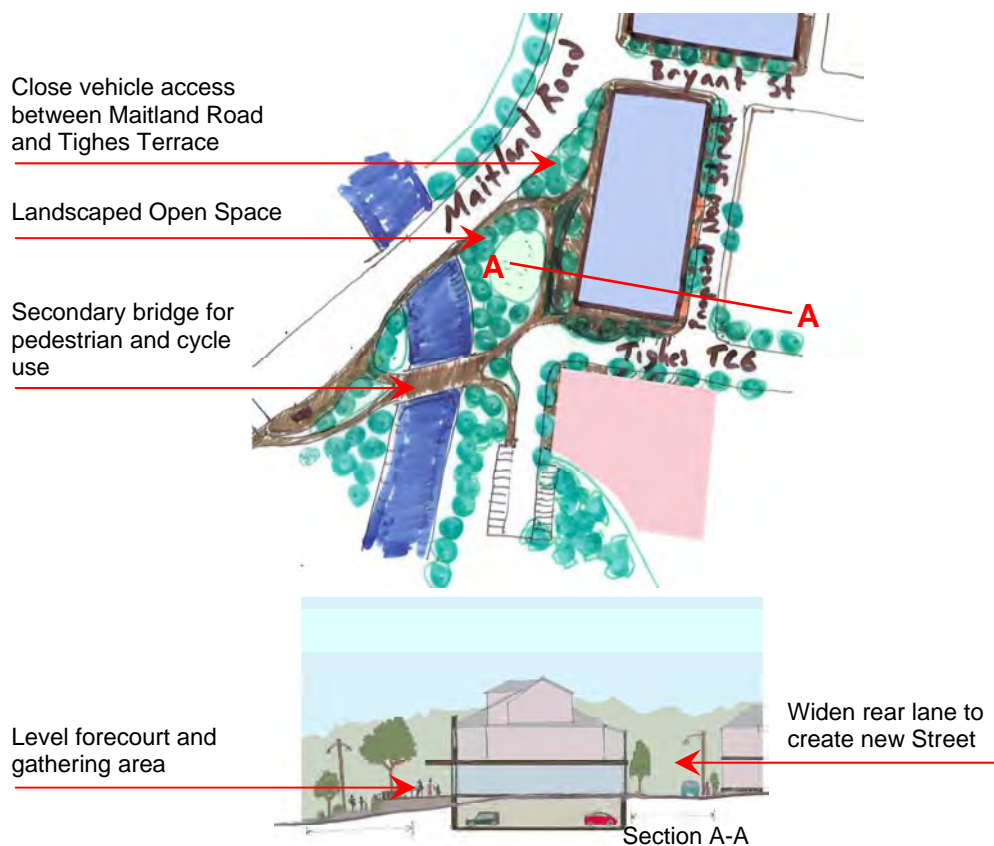 Close vehicle access
between Maitland Road
and Tighes Terrace
Landscaped Open Space
Secondary bridge for
pedestrian and cycle
use
Bryant St
Maitland Road
Proposed New Street
A
A
Tighes TCE
Level forecourt and
gathering area
Widen rear lane to
create new Street
Section A-A